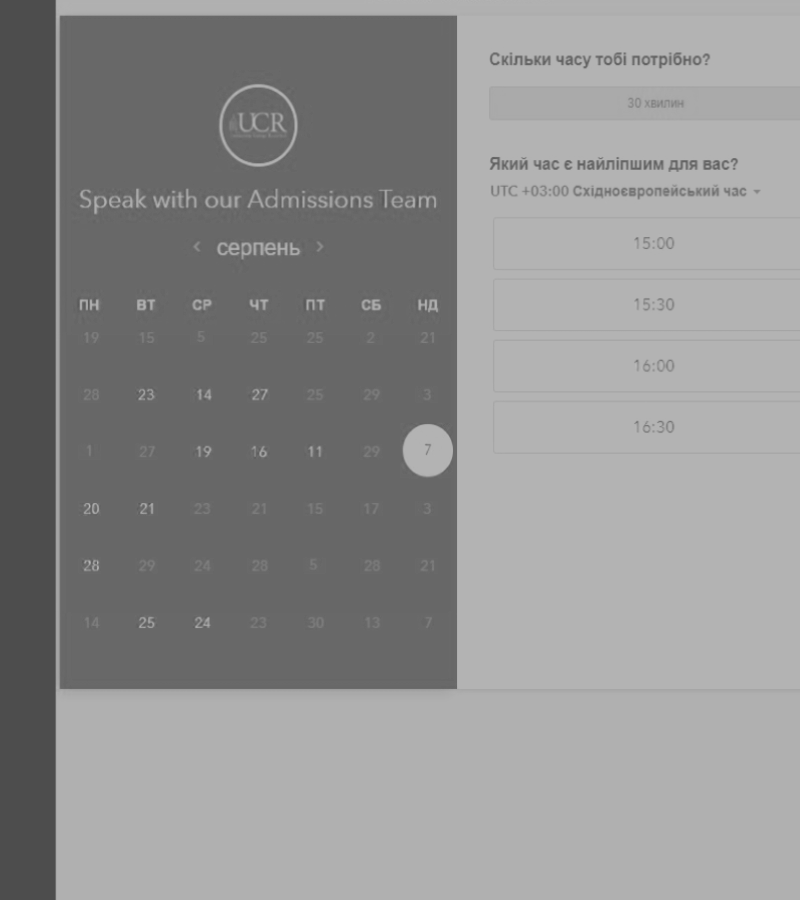 UCR
Speak with our Admissions Team
серпень
ПН ВТ СР ЧТ ПТ СБ НД
19 15 5 25 25 2 21
28 23 14 27 25 29 3
1 27 19 16 11 29 7
20 21 23 21 15 17 3
28 29 24 28 5 28 21
14 25 24 23 30 13 7
Скільки часу тобі потрібно?
30 хвилин
Який час є найліпшим для вас?
UTC +03:00 Східноєвропейський час
15:00
15:30
16:00
16:30